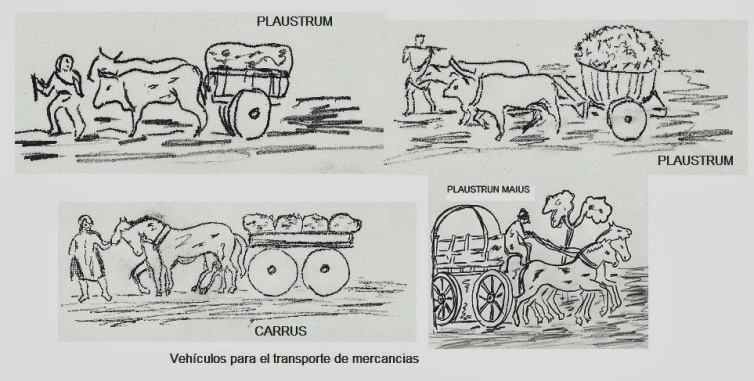 PLAUSTRUM
PLAUSTRUM
PLAUSTRUN MAIUS
CARRUS
Vehículos para el transporte de mercancias